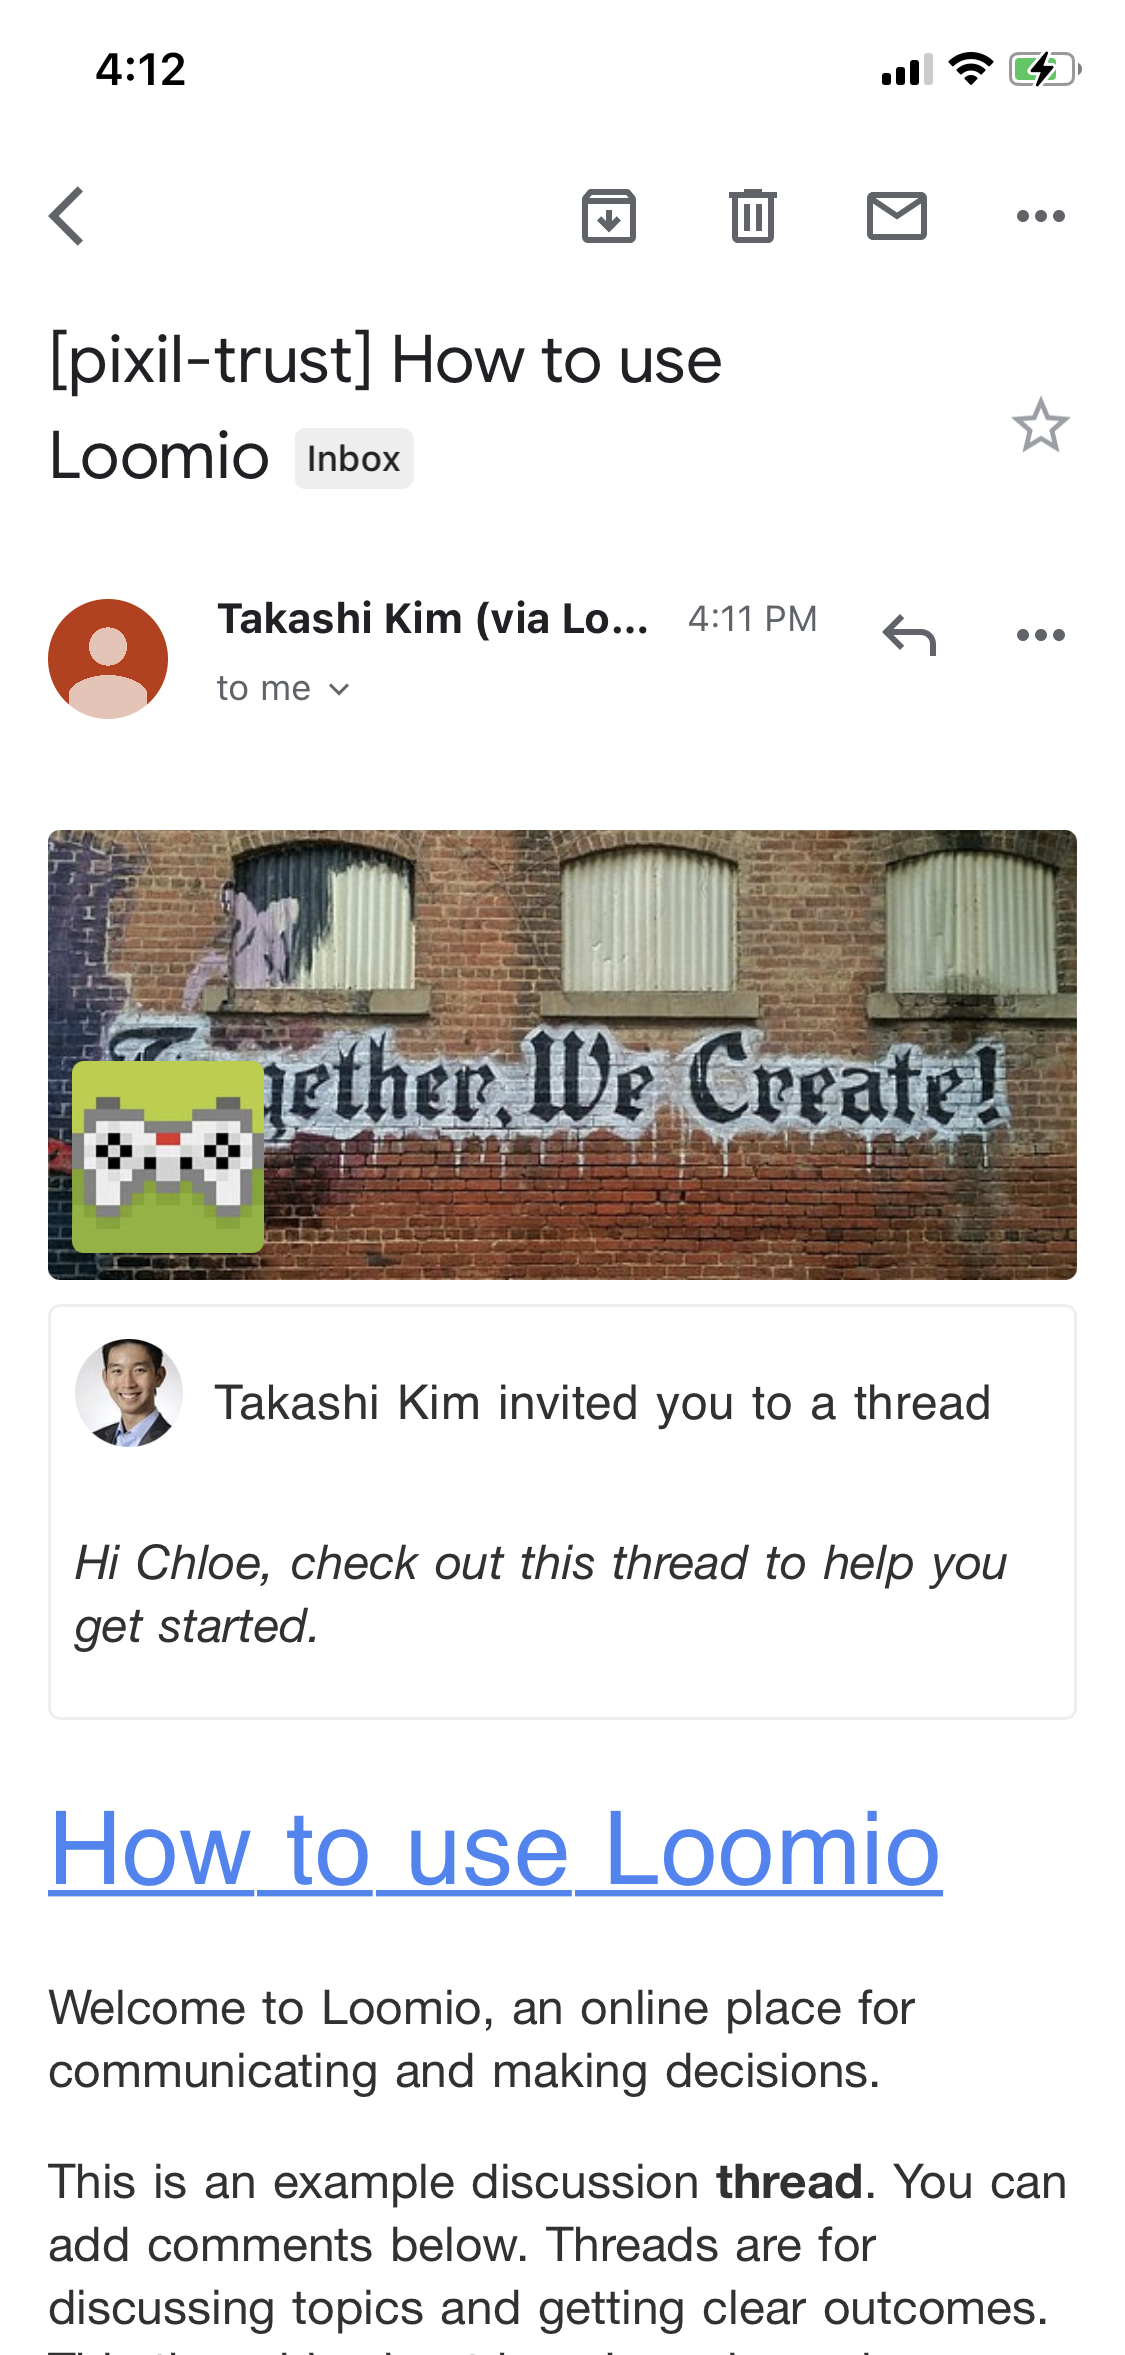 4:12
[pixil-trust] How to use
Loomio Inbox
Takashi Kim (via Lo... 4:11 PM
to me
Together, We Create!
Takashi Kim invited you to a thread
Hi Chloe, check out this thread to help you
get started.
How to use Loomio
Welcome to Loomio, an online place for
communicating and making decisions.
This is an example discussion thread. You can
add comments below. Threads are for
discussing topics and getting clear outcomes.